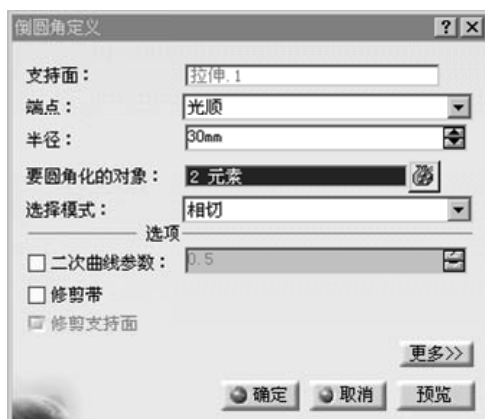 倒圆角定义
支持面： 拉伸.1
端点： 光顺
半径： 30mm
要圆角化的对象： 2 元素
选择模式： 相切
选项
二次曲线参数： 0.5
修剪带
修剪支持面
更多>>
确定 取消 预览